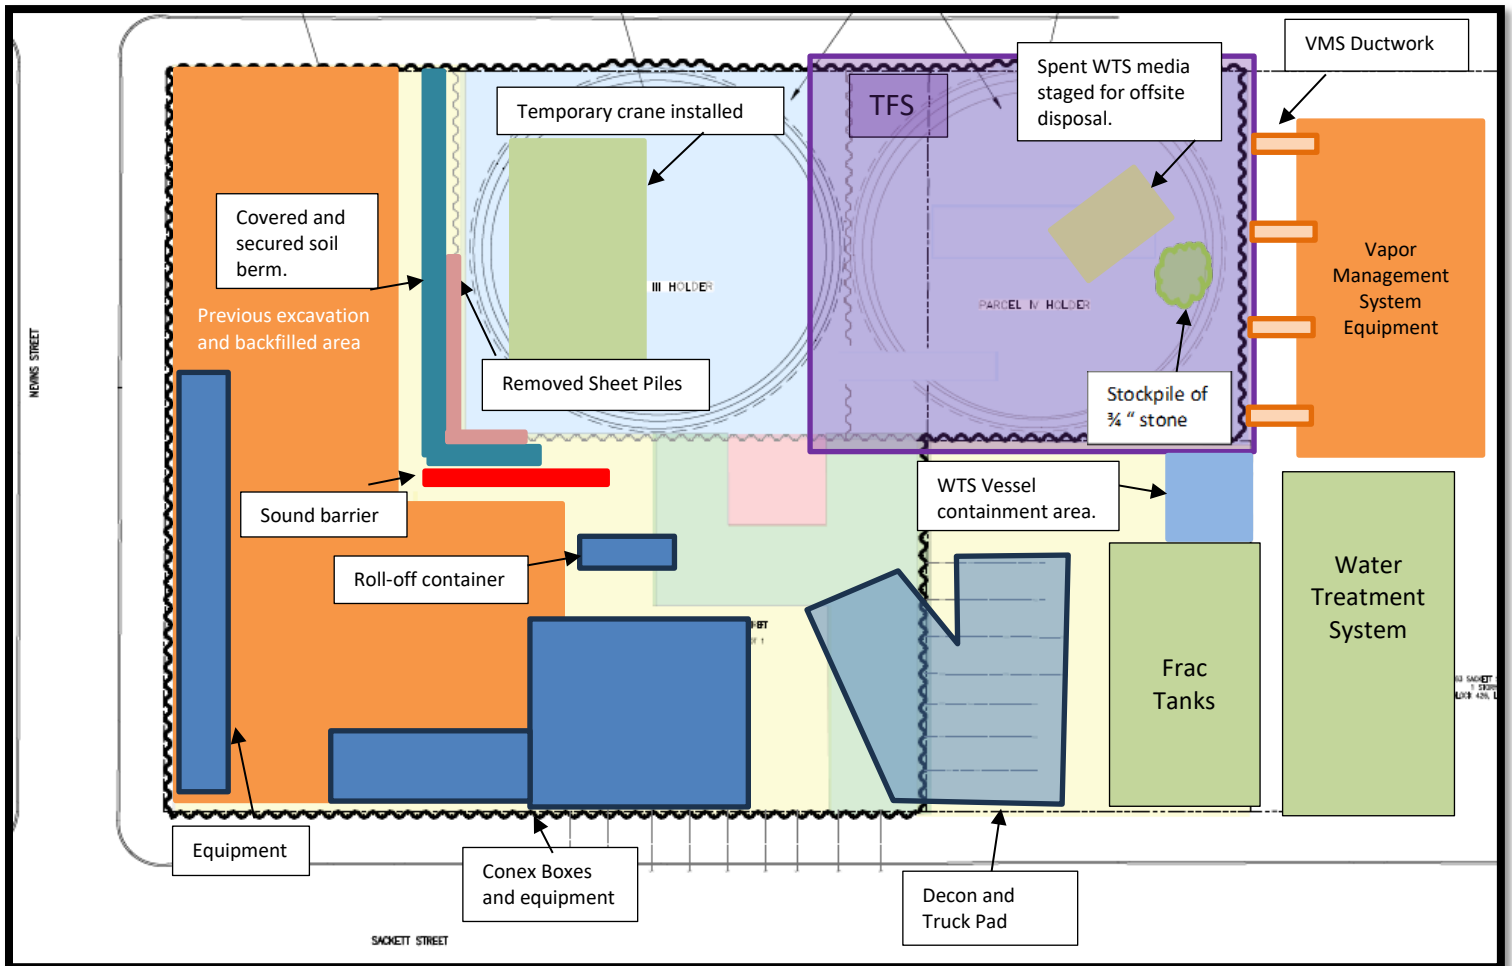 VMS Ductwork
Spent WTS media
staged for offsite
disposal.
TFS
Temporary crane installed
Covered and
secured soil
berm.
Vapor
Management
System
Equipment
III HOLDER
PARCEL IV HOLDER
Previous excavation
and backfilled area
NEVINS STREET
Removed Sheet Piles
Stockpile of
¾ “ stone
WTS Vessel
containment area.
Sound barrier
Roll-off container
Water
Treatment
System
Frac
Tanks
SACKETT
LOCK 426,
Equipment
Conex Boxes
and equipment
Decon and
Truck Pad
SACKETT STREET